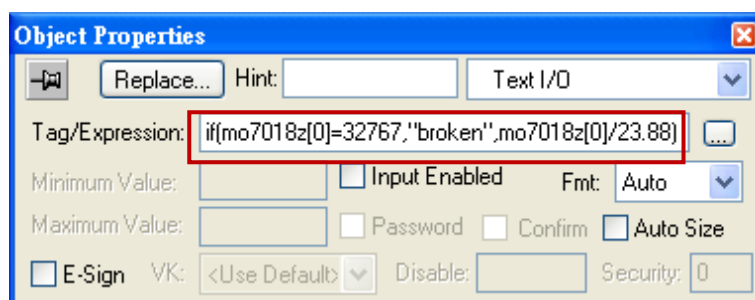 Object Properties
Replace... Hint: Text I/O
Tag/Expression: if(mo7018z[0]=32767,"broken",mo7018z[0]/23.88) ...
Minimum Value: Input Enabled Fmt: Auto
Maximum Value: Password Confirm Auto Size
E-Sign VK: <Use Default> Disable: Security: 0